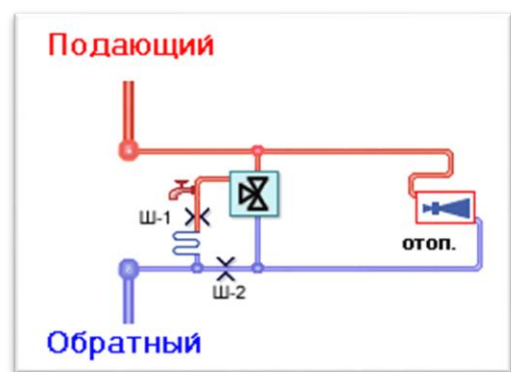 Подающий
Ш-1
отоп.
Ш-2
Обратный